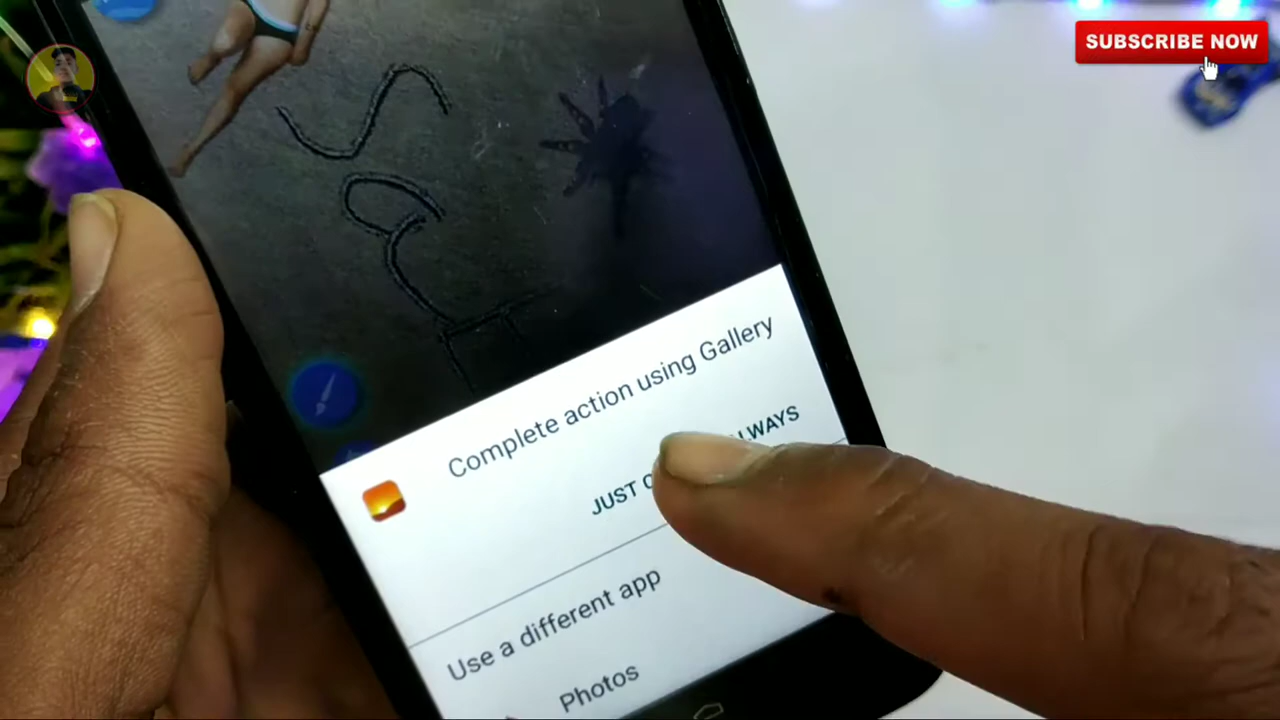 SUBSCRIBE NOW
Complete action using Gallery
JUST
Use a different app
Photos